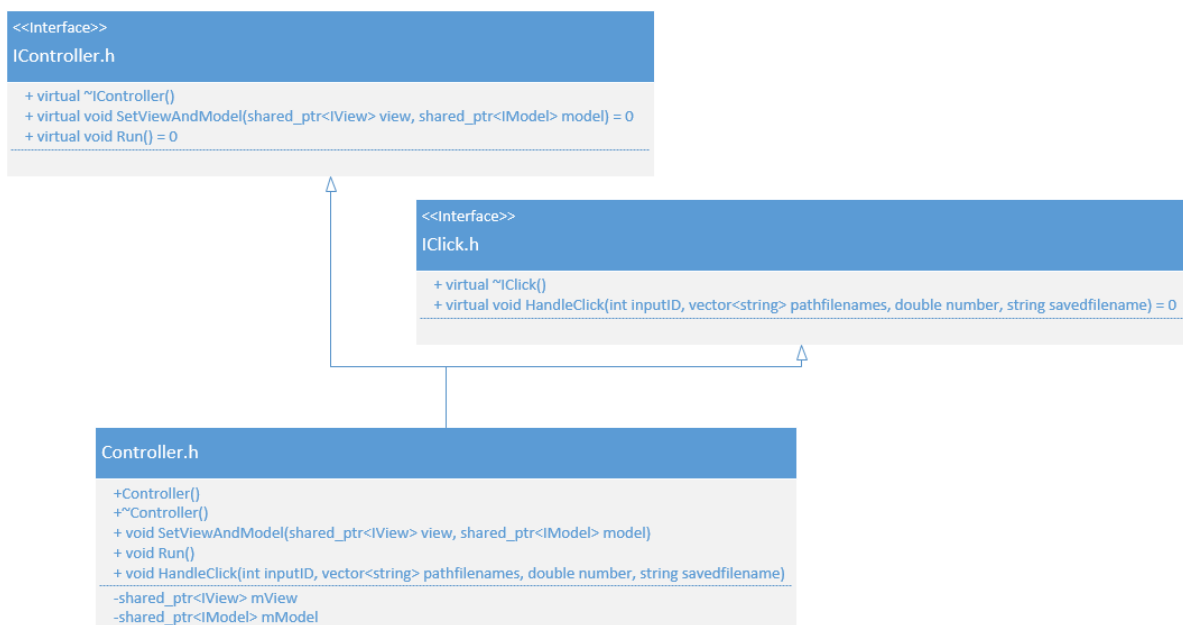 <<Interface>>
IController.h
+ virtual ~IController()
+ virtual void SetViewAndModel(shared_ptr<IView> view, shared_ptr<IModel> model) = 0
+ virtual void Run() = 0
<<Interface>>
IClick.h
+ virtual ~IClick()
+ virtual void HandleClick(int inputID, vector<string> pathfilenames, double number, string savedfilename) = 0
Controller.h
+Controller()
+~Controller()
+ void SetViewAndModel(shared_ptr<IView> view, shared_ptr<IModel> model)
+ void Run()
+ void HandleClick(int inputID, vector<string> pathfilenames, double number, string savedfilename)
-shared_ptr<IView> mView
-shared_ptr<IModel> mModel